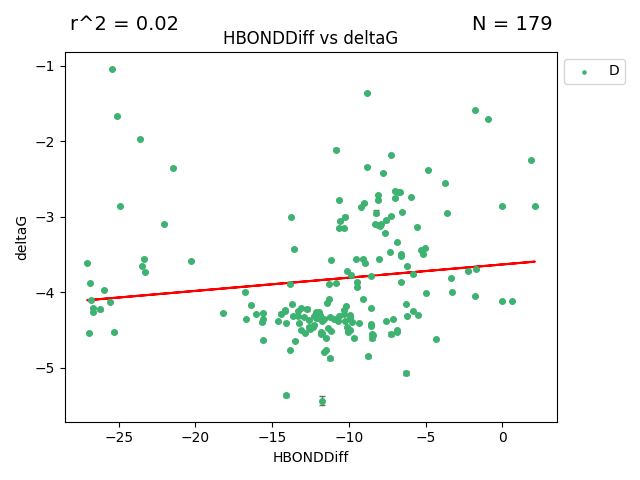 r^2 = 0.02
N = 179
HBONDDiff vs deltaG
D
−1
−2
−3
−4
−5
deltaG
−25
−20
−15
−10
−5
0
HBONDDiff